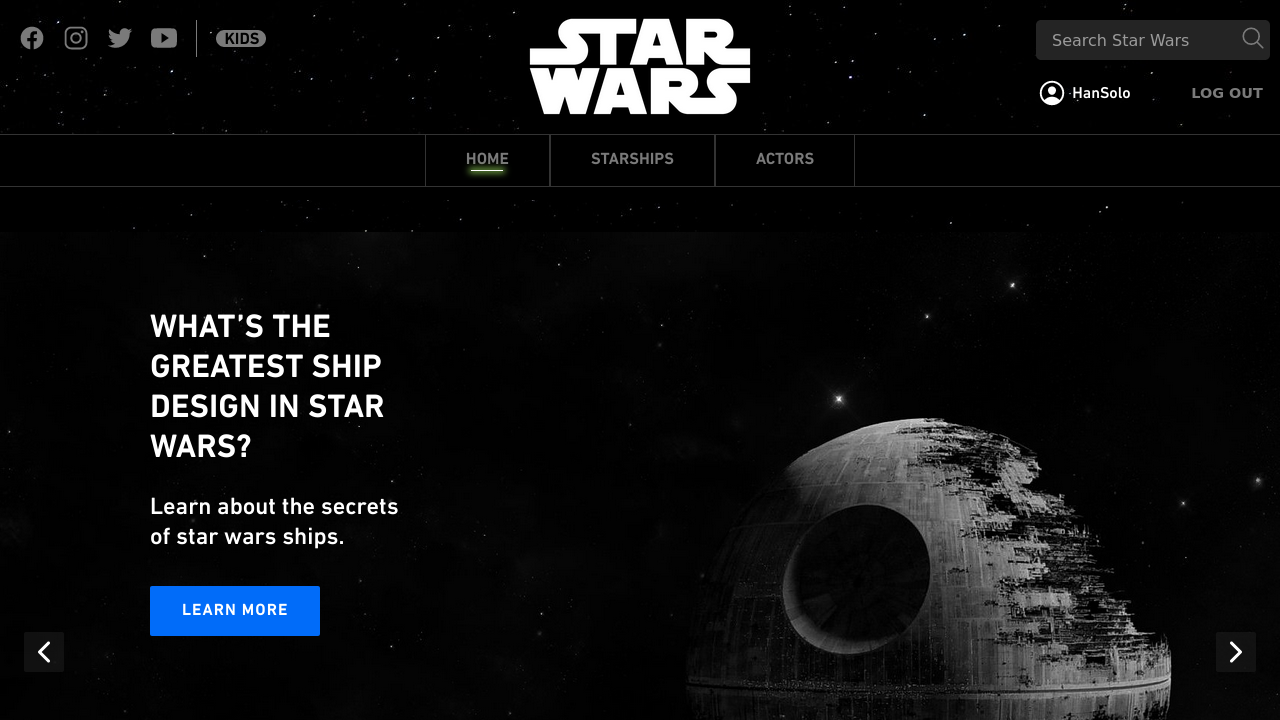 KIDS
STAR
WARS
Search Star Wars
HanSolo
LOG OUT
HOME
STARSHIPS
ACTORS
WHAT’S THE
GREATEST SHIP
DESIGN IN STAR
WARS?
Learn about the secrets
of star wars ships.
LEARN MORE